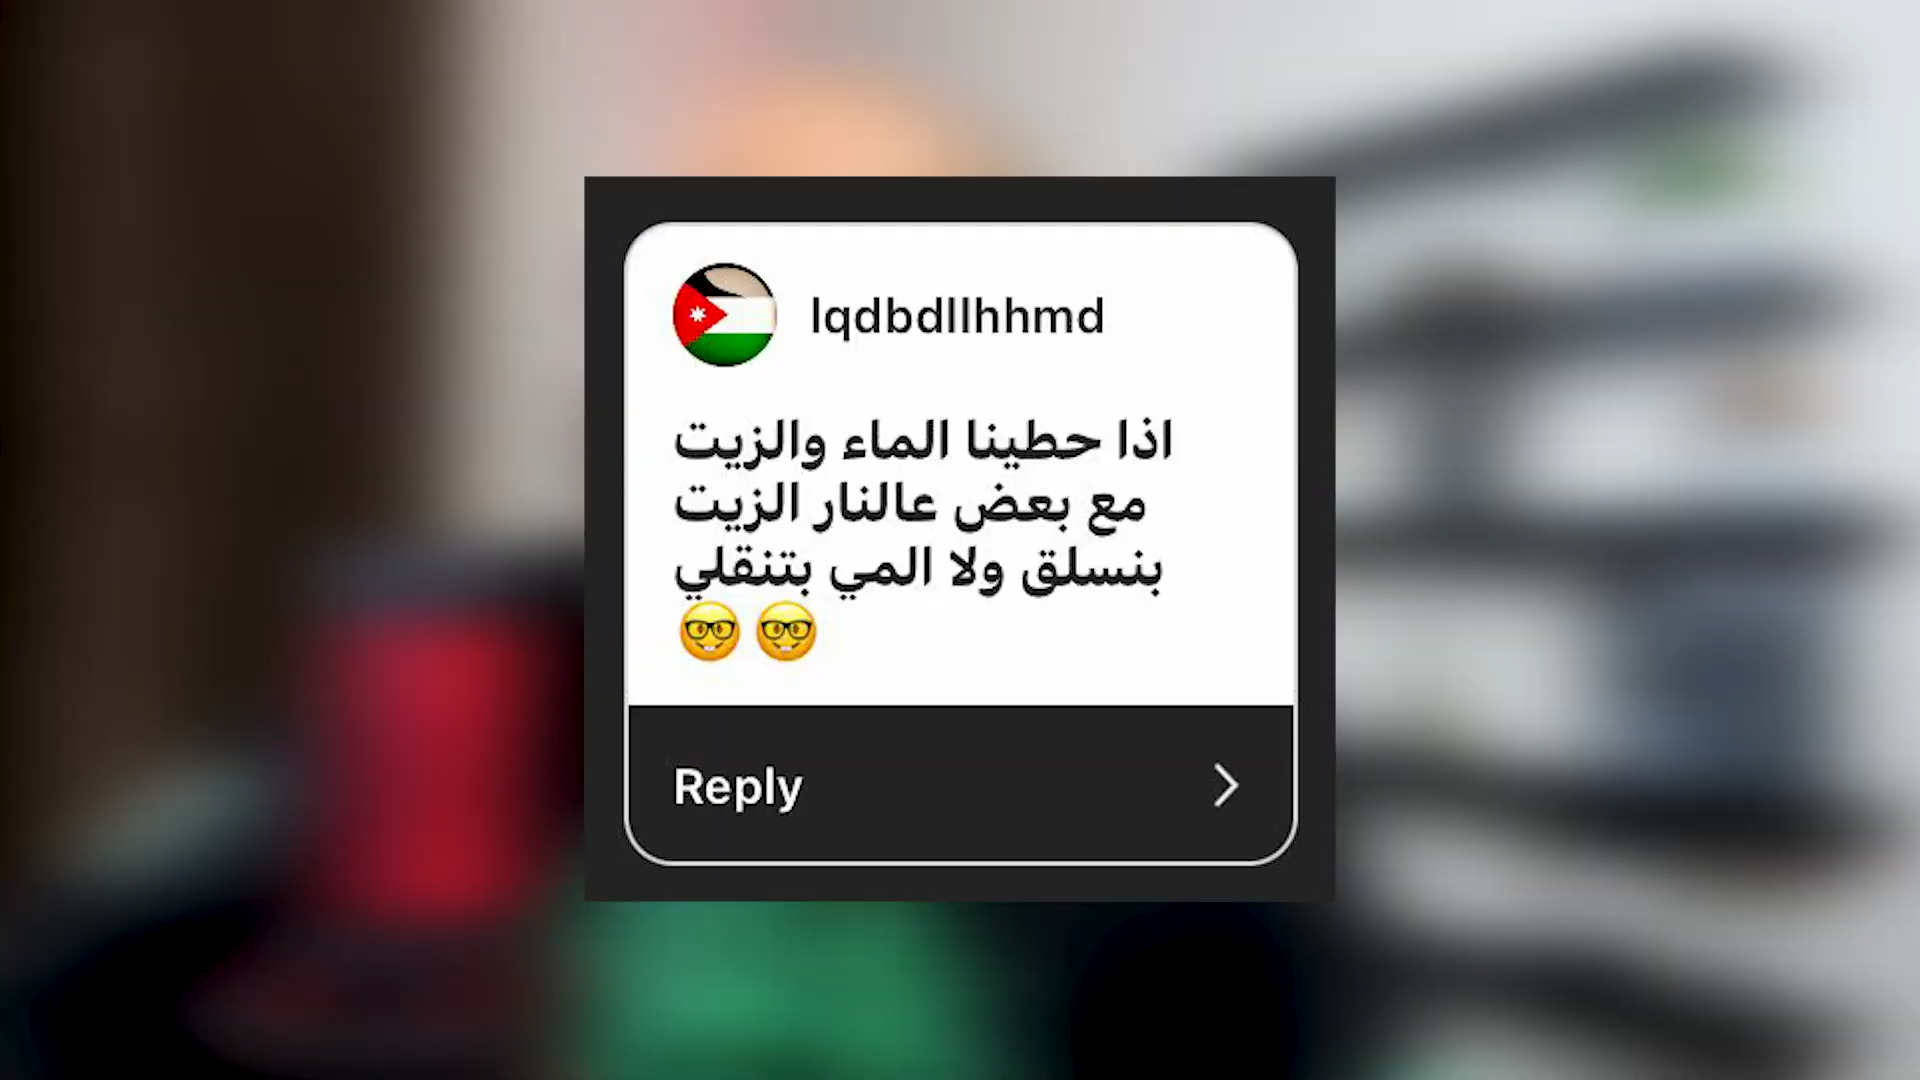 lqdbdllhhmd
اذا حطينا الماء والزيت
مع بعض عالنار الزيت
بنسلق ولا المي بتنقلي
🤓 🤓
Reply